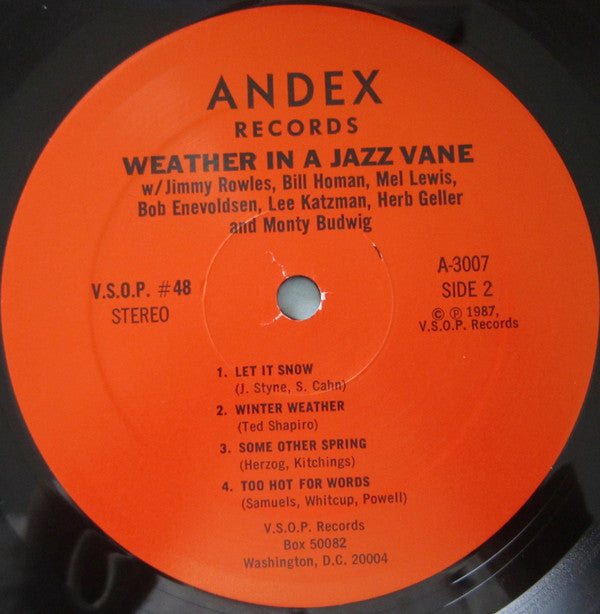 ANDEX
RECORDS
WEATHER IN A JAZZ VANE
w/Jimmy Rowles, Bill Homan, Mel Lewis,
Bob Enevoldsen, Lee Katzman, Herb Geller
and Monty Budwig
V.S.O.P. #48
STEREO
A-3007
SIDE 2
© ℗ 1987,
V.S.O.P. Records
1. LET IT SNOW
(J. Styne, S. Cahn)
2. WINTER WEATHER
(Ted Shapiro)
3. SOME OTHER SPRING
(Herzog, Kitchings)
4. TOO HOT FOR WORDS
(Samuels, Whitcup, Powell)
V.S.O.P. Records
Box 50082
Washington, D.C. 20004